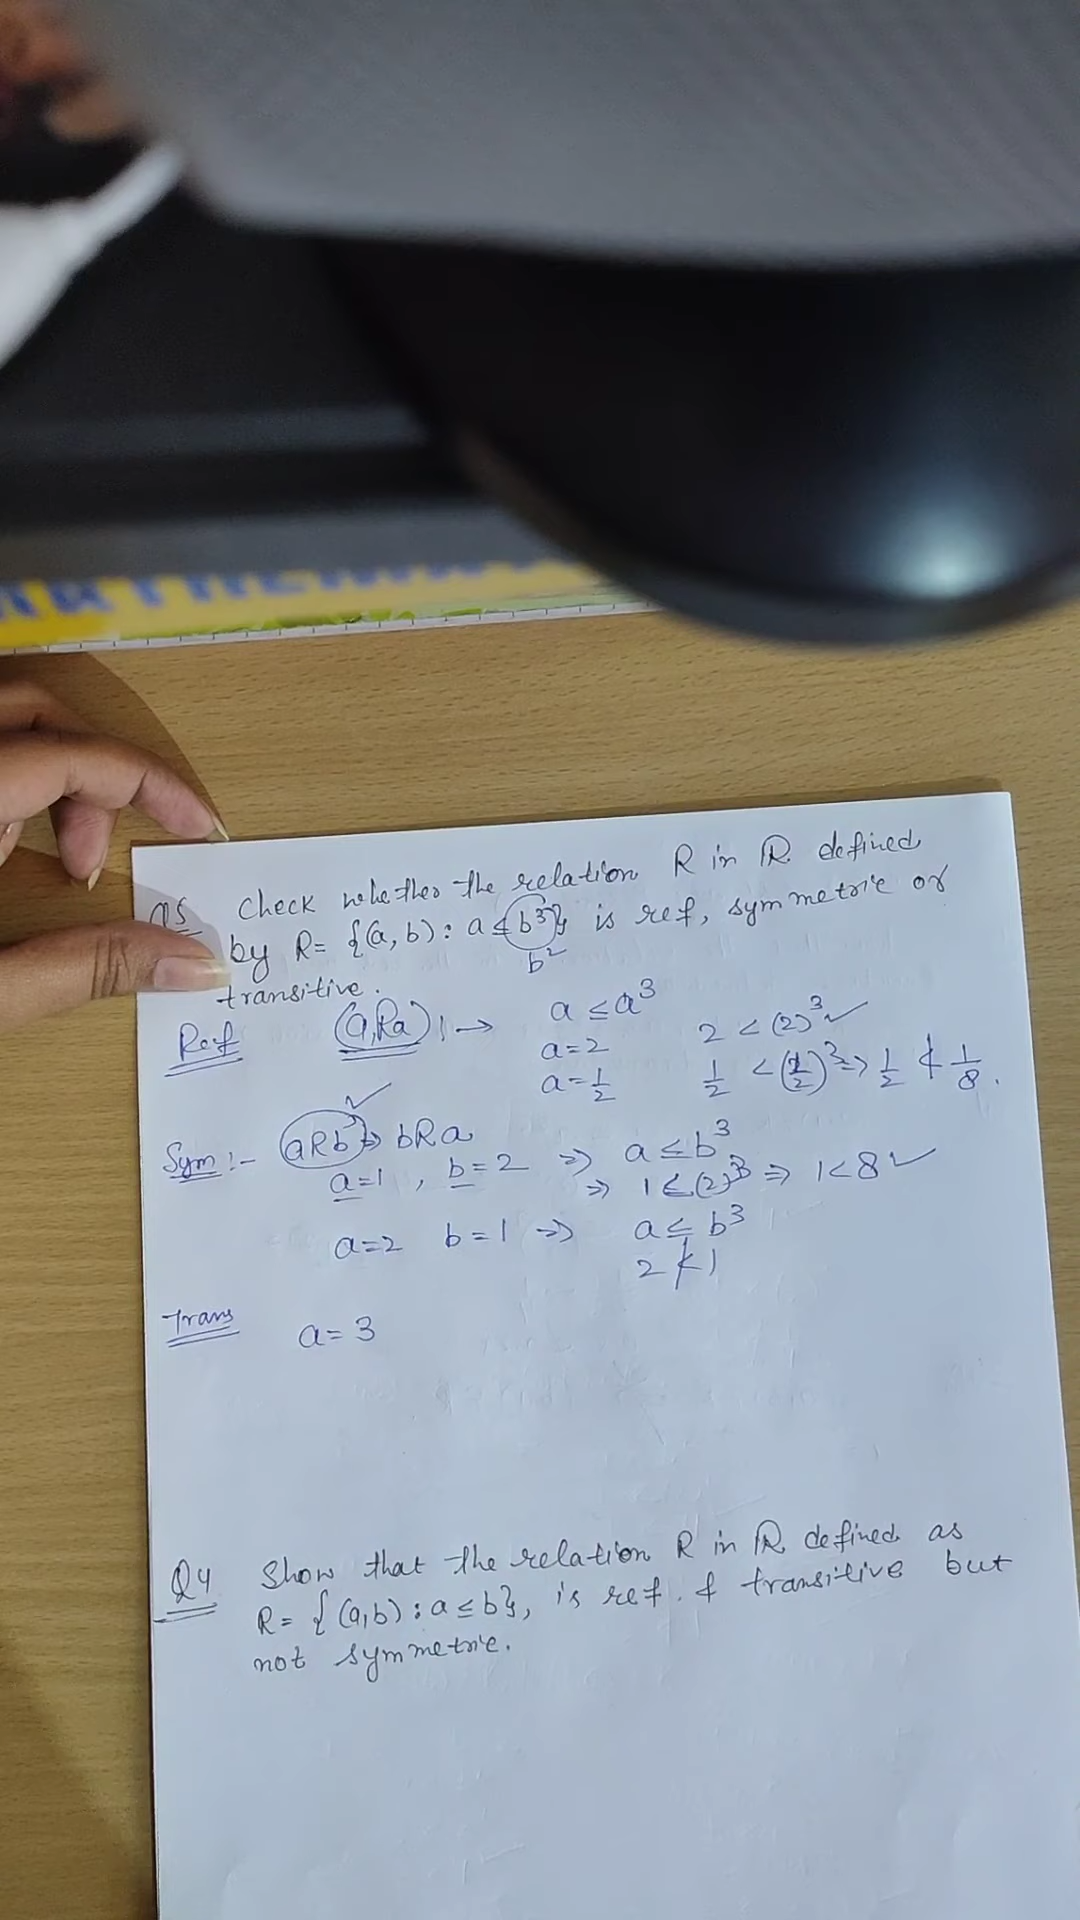 Q5 Check whether the relation R in ℝ defined
by R= {(a,b): a≤b³} is ref, symmetric or
b²
transitive.
Ref (a,Ra) :→ a ≤ a³
a=2 2 < (2)³ ✓
a=1/2 1/2 < (1/2)³ => 1/2 ≮ 1/8.
Sym :- aRb => bRa ✓
a=1, b=2 => a≤b³
=> 1≤(2)³ => 1<8 ✓
a=2 b=1 => a≤ b³
2≮1
Trans
a=3
Q4 Show that the relation R in ℝ defined as
R= {(a,b): a≤b}, is ref. & transitive but
not symmetric.